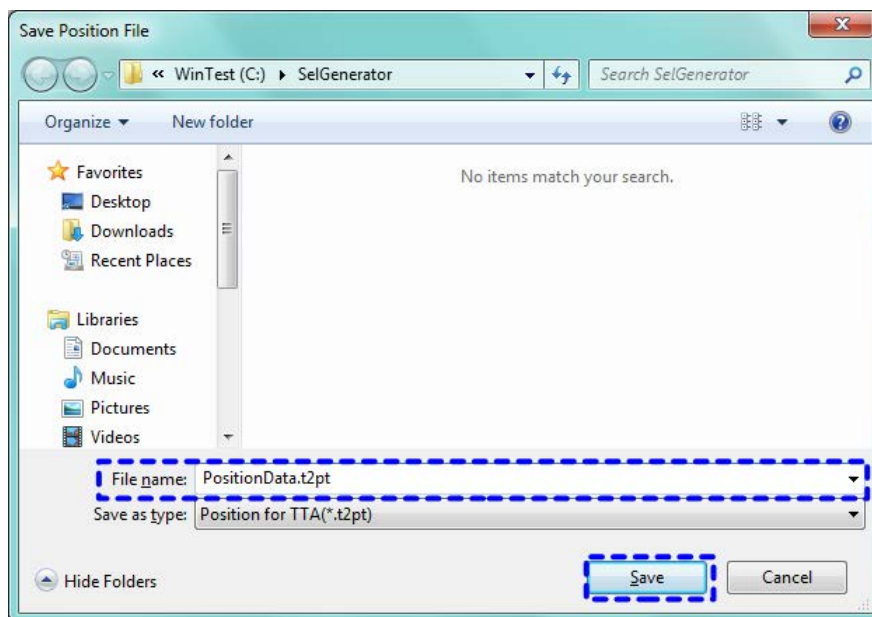 Save Position File
« WinTest (C:) ▸ SelGenerator
Search SelGenerator
Organize
New folder
Favorites
Desktop
Downloads
Recent Places
Libraries
Documents
Music
Pictures
Videos
No items match your search.
File name: PositionData.t2pt
Save as type: Position for TTA(*.t2pt)
Hide Folders
Save
Cancel